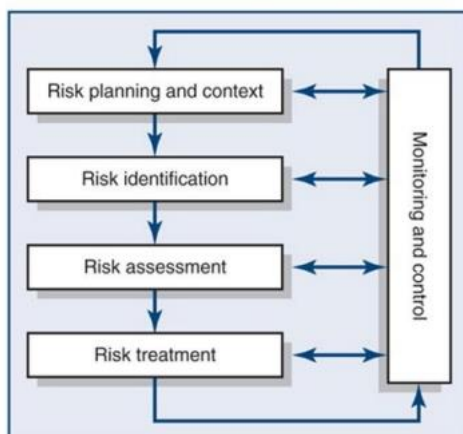 Risk planning and context
Risk identification
Risk assessment
Risk treatment
Monitoring and control